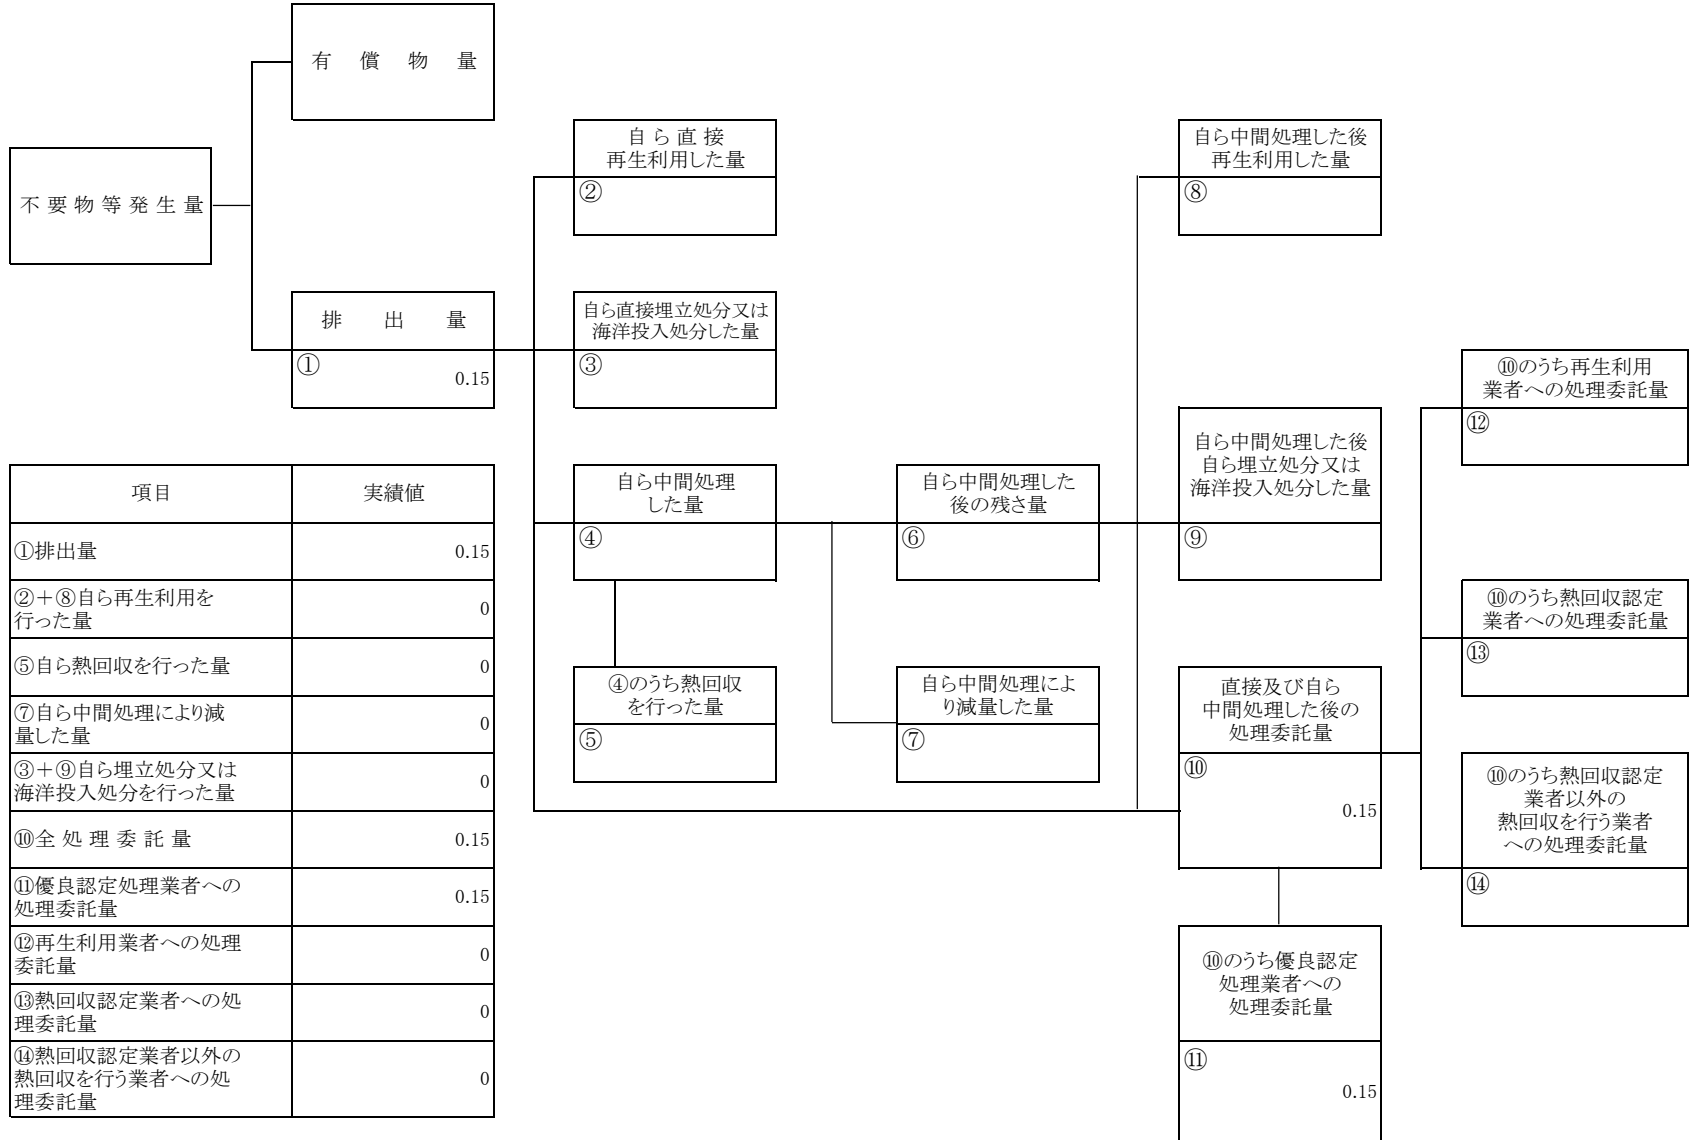 有償物量
不要物等発生量
排出量
①
0.15
自ら直接
再生利用した量
②
自ら直接埋立処分又は
海洋投入処分した量
③
自ら中間処理
した量
④
④のうち熱回収
を行った量
⑤
自ら中間処理した
後の残さ量
⑥
自ら中間処理によ
り減量した量
⑦
自ら中間処理した後
再生利用した量
⑧
自ら中間処理した後
自ら埋立処分又は
海洋投入処分した量
⑨
直接及び自ら
中間処理した後の
処理委託量
⑩
0.15
⑩のうち優良認定
処理業者への
処理委託量
⑪
0.15
⑩のうち再生利用
業者への処理委託量
⑫
⑩のうち熱回収認定
業者への処理委託量
⑬
⑩のうち熱回収認定
業者以外の
熱回収を行う業者
への処理委託量
⑭
項目 実績値
①排出量 0.15
②＋⑧自ら再生利用を
行った量 0
⑤自ら熱回収を行った量 0
⑦自ら中間処理により減
量した量 0
③＋⑨自ら埋立処分又は
海洋投入処分を行った量 0
⑩全処理委託量 0.15
⑪優良認定処理業者への
処理委託量 0.15
⑫再生利用業者への処理
委託量 0
⑬熱回収認定業者への処
理委託量 0
⑭熱回収認定業者以外の
熱回収を行う業者への処 0
理委託量